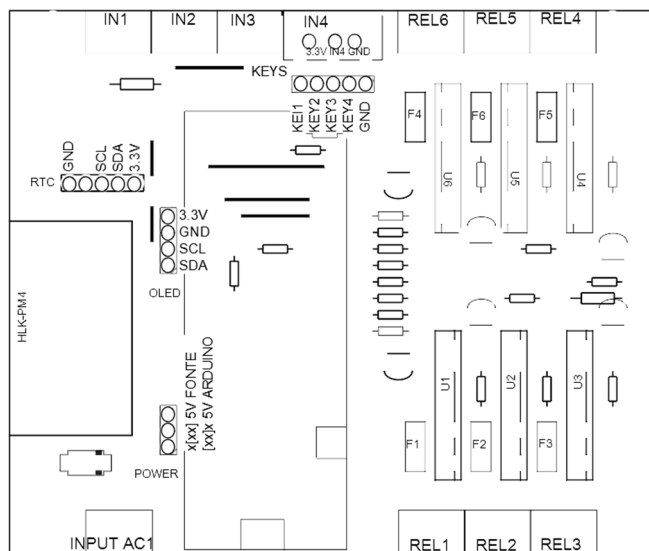 IN1 IN2 IN3 IN4 REL6 REL5 REL4
3.3V IN4 GND
KEYS
KEI1
KEY2
KEY3
KEY4
GND
F4 F6 F5
GND
SCL
SDA
3.3V
RTC
U6 U5 U4
3.3V
GND
SCL
SDA
OLED
HLK-PM4
x[xx] 5V FONTE
[xx]x 5V ARDUINO
POWER
U1 U2 U3
F1 F2 F3
INPUT AC1 REL1 REL2 REL3